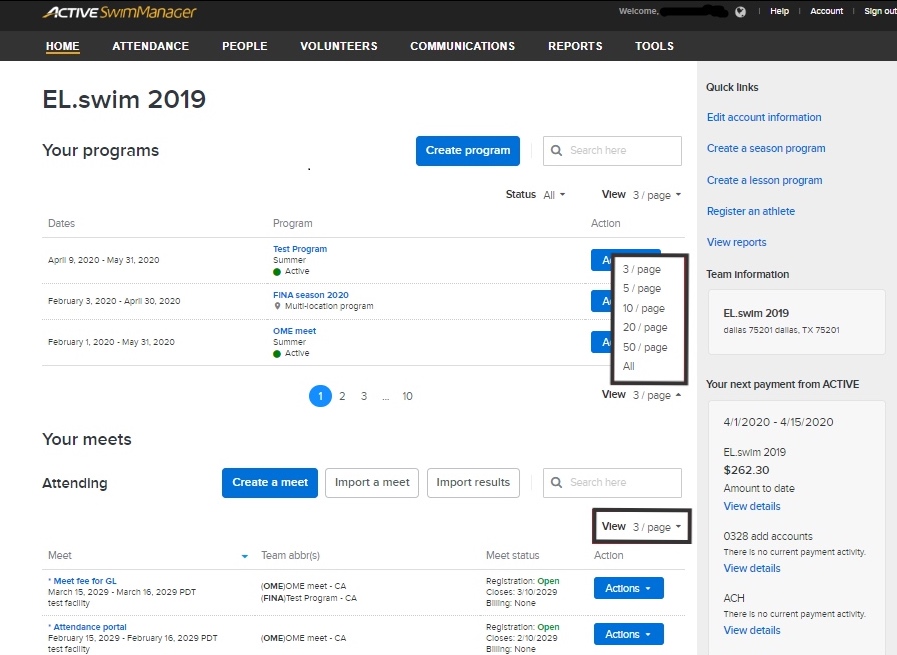 ACTIVE SwimManager
Welcome,
Help
Account
Sign out
HOME ATTENDANCE PEOPLE VOLUNTEERS COMMUNICATIONS REPORTS TOOLS
EL.swim 2019
Your programs
Create program
Search here
Status All
View 3 / page
Dates Program Action
April 9, 2020 - May 31, 2020
Test Program
Summer
Active
February 3, 2020 - April 30, 2020
FINA season 2020
Multi-location program
February 1, 2020 - May 31, 2020
OME meet
Summer
Active
3 / page
5 / page
10 / page
20 / page
50 / page
All
1 2 3 ... 10
View 3 / page
Your meets
Attending
Create a meet
Import a meet
Import results
Search here
View 3 / page
Meet Team abbr(s) Meet status Action
* Meet fee for GL
March 15, 2029 - March 16, 2029 PDT
test facility
(OME)OME meet - CA
(FINA)Test Program - CA
Registration: Open
Closes: 3/10/2029
Billing: None
Actions
* Attendance portal
February 15, 2029 - February 16, 2029 PDT
test facility
(OME)OME meet - CA
Registration: Open
Closes: 2/10/2029
Billing: None
Actions
Quick links
Edit account information
Create a season program
Create a lesson program
Register an athlete
View reports
Team information
EL.swim 2019
dallas 75201 dallas, TX 75201
Your next payment from ACTIVE
4/1/2020 - 4/15/2020
EL.swim 2019
$262.30
Amount to date
View details
0328 add accounts
There is no current payment activity.
View details
ACH
There is no current payment activity.
View details